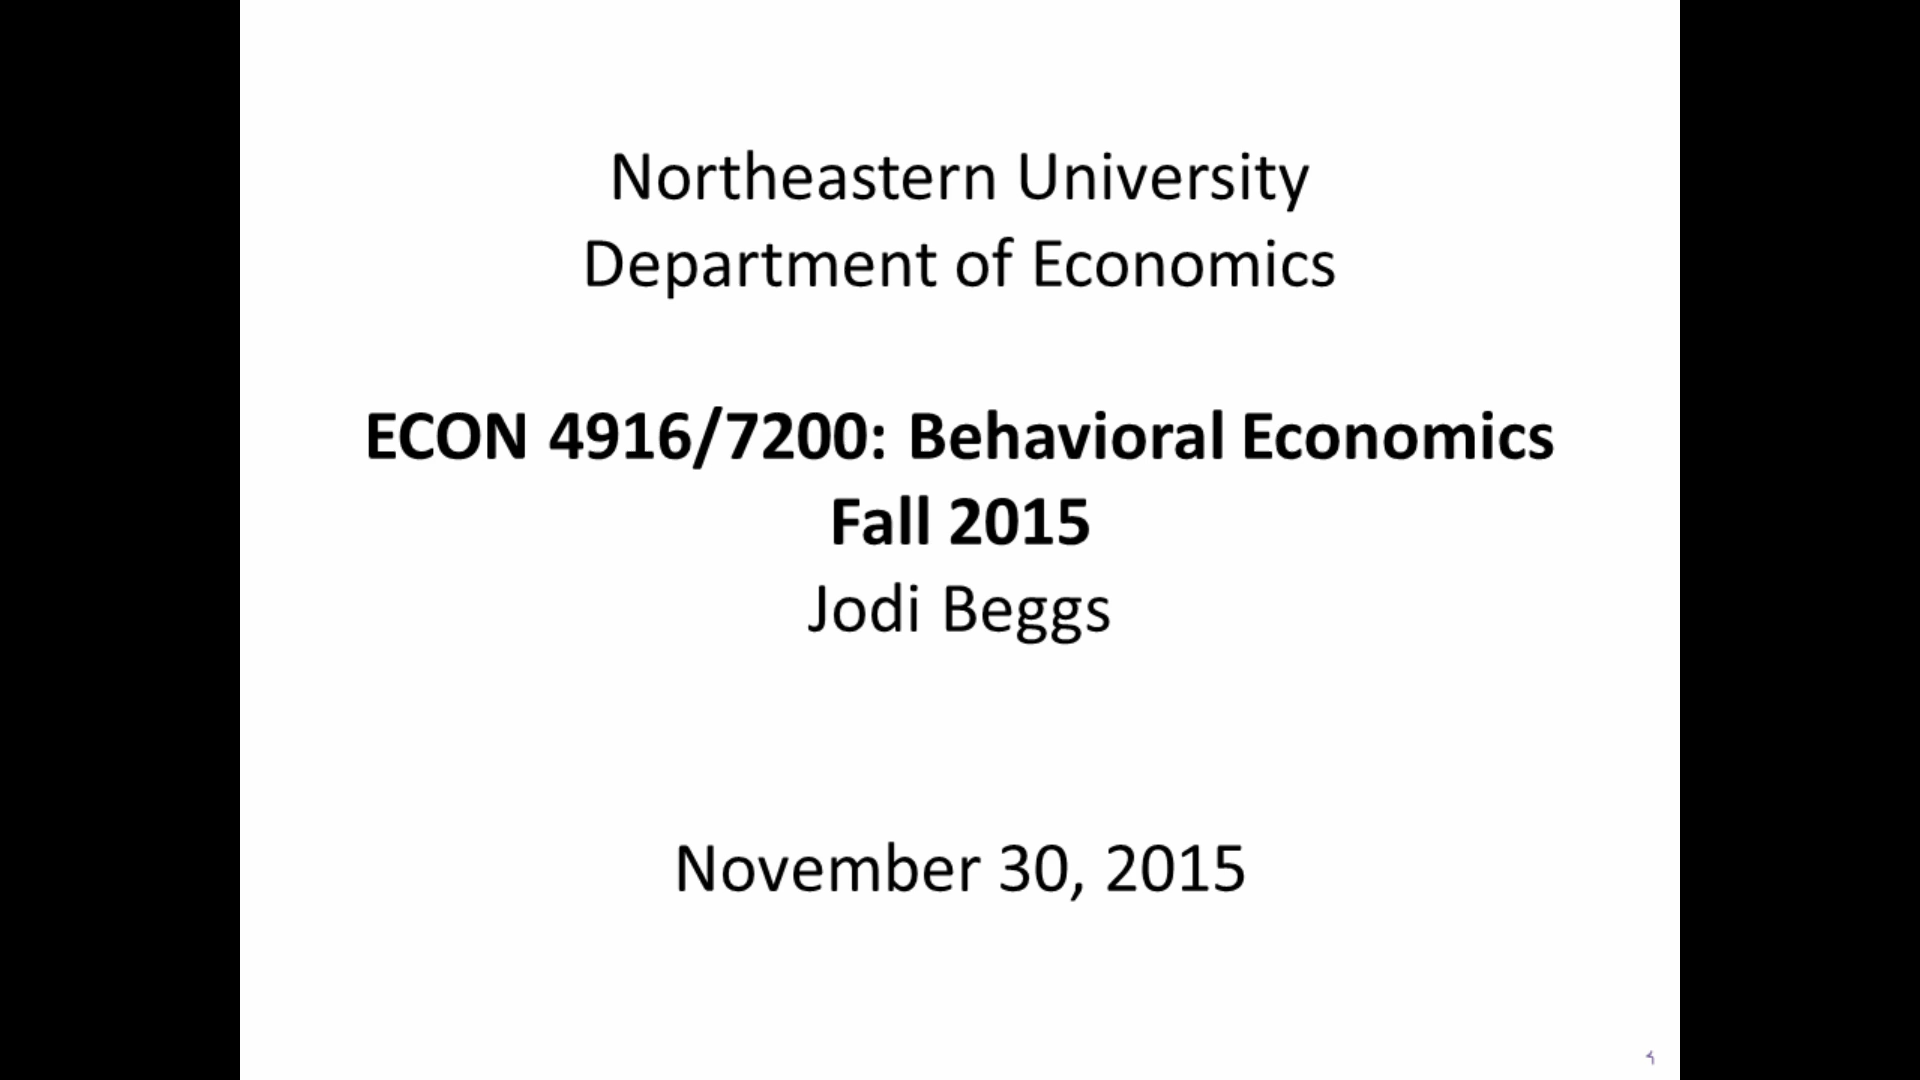 Northeastern University
Department of Economics
ECON 4916/7200: Behavioral Economics
Fall 2015
Jodi Beggs
November 30, 2015